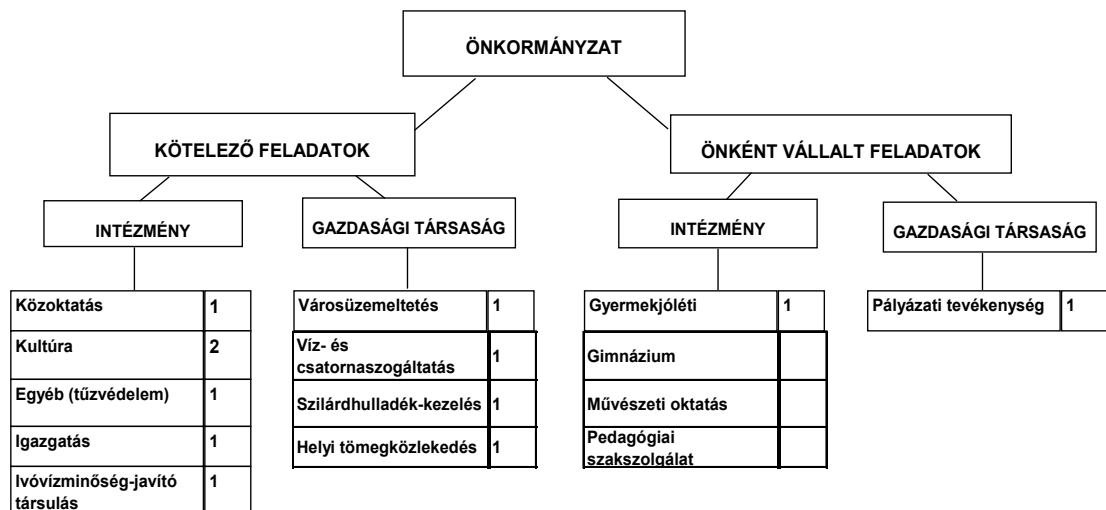 ÖNKORMÁNYZAT
KÖTELEZŐ FELADATOK
ÖNKÉNT VÁLLALT FELADATOK
INTÉZMÉNY
GAZDASÁGI TÁRSASÁG
INTÉZMÉNY
GAZDASÁGI TÁRSASÁG
Közoktatás 1
Kultúra 2
Egyéb (tűzvédelem) 1
Igazgatás 1
Ivóvízminőség-javító
társulás 1
Városüzemeltetés 1
Víz- és
csatornaszogáltatás 1
Szilárdhulladék-kezelés 1
Helyi tömegközlekedés 1
Gyermekjóléti 1
Gimnázium
Művészeti oktatás
Pedagógiai
szakszolgálat
Pályázati tevékenység 1